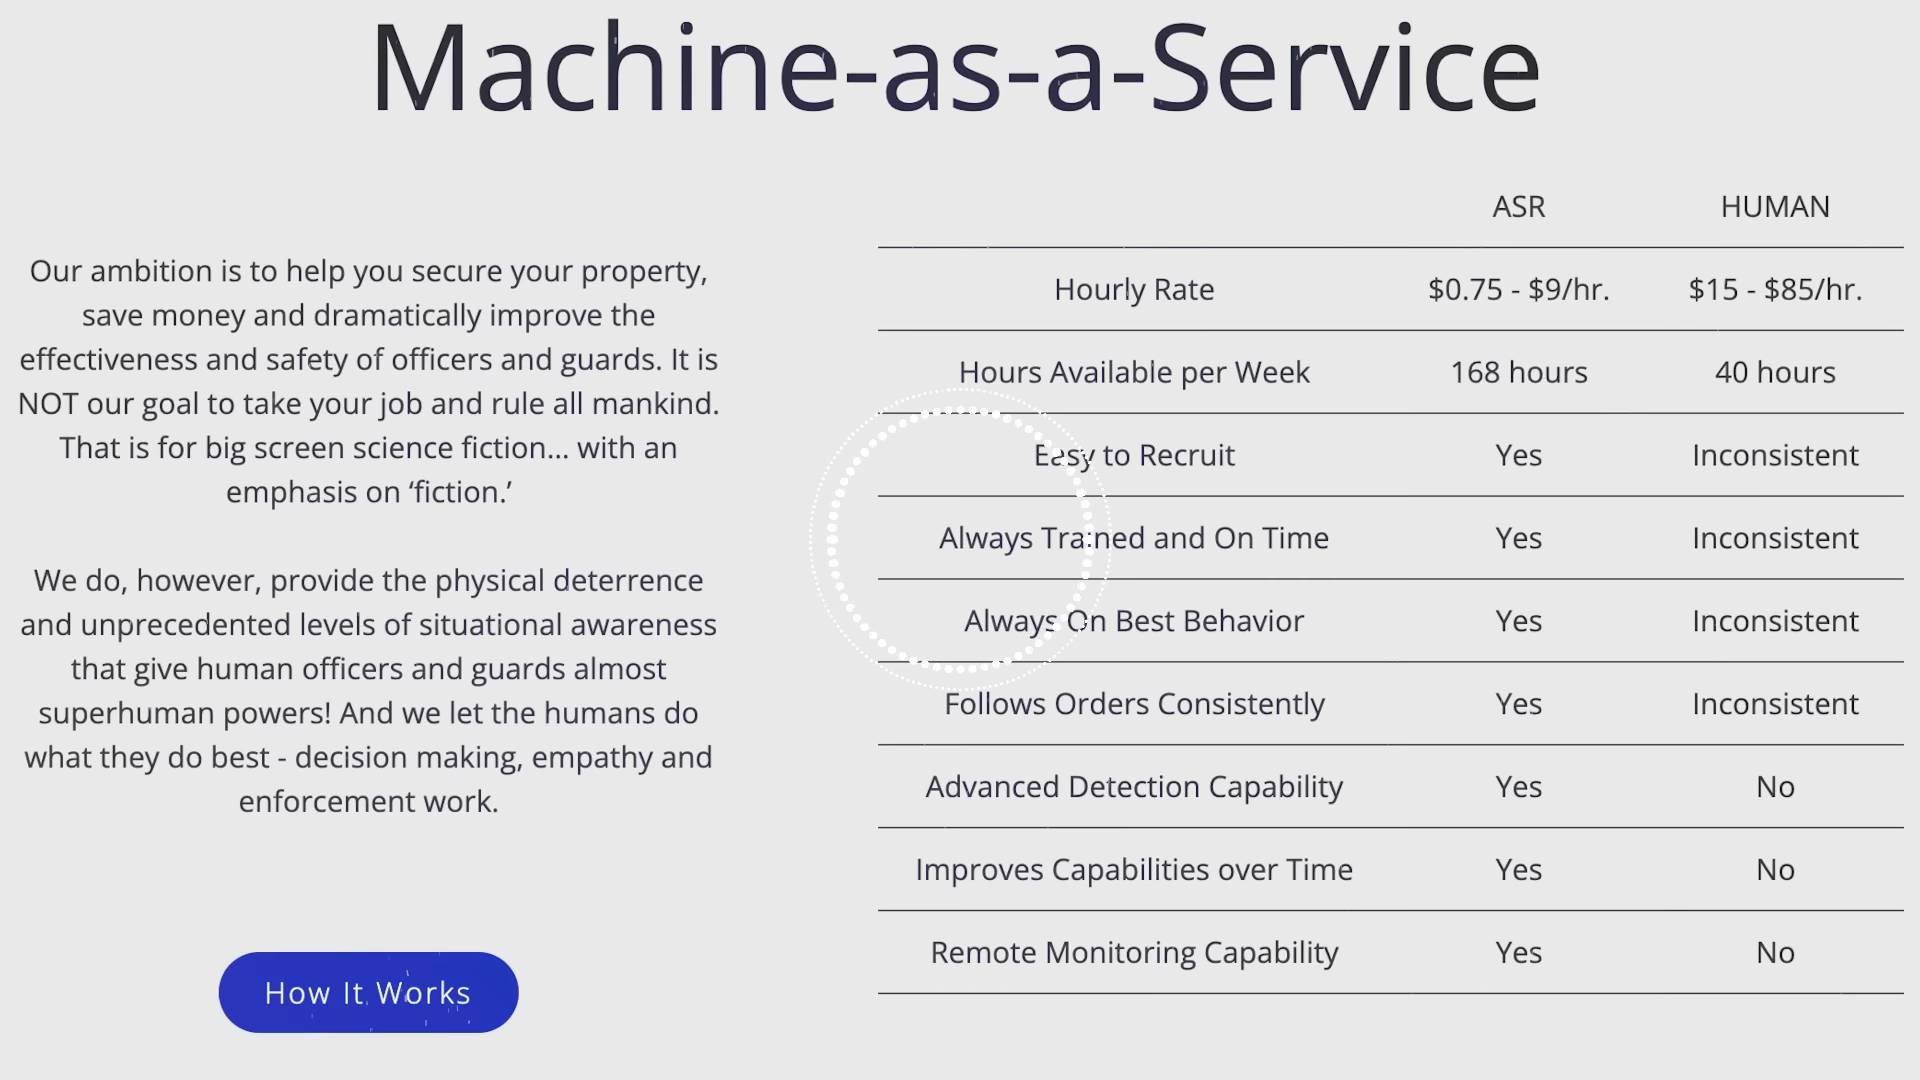 Machine-as-a-Service
Our ambition is to help you secure your property,
save money and dramatically improve the
effectiveness and safety of officers and guards. It is
NOT our goal to take your job and rule all mankind.
That is for big screen science fiction... with an
emphasis on ‘fiction.’
We do, however, provide the physical deterrence
and unprecedented levels of situational awareness
that give human officers and guards almost
superhuman powers! And we let the humans do
what they do best - decision making, empathy and
enforcement work.
How It Works
ASR HUMAN
Hourly Rate $0.75 - $9/hr. $15 - $85/hr.
Hours Available per Week 168 hours 40 hours
Easy to Recruit Yes Inconsistent
Always Trained and On Time Yes Inconsistent
Always On Best Behavior Yes Inconsistent
Follows Orders Consistently Yes Inconsistent
Advanced Detection Capability Yes No
Improves Capabilities over Time Yes No
Remote Monitoring Capability Yes No